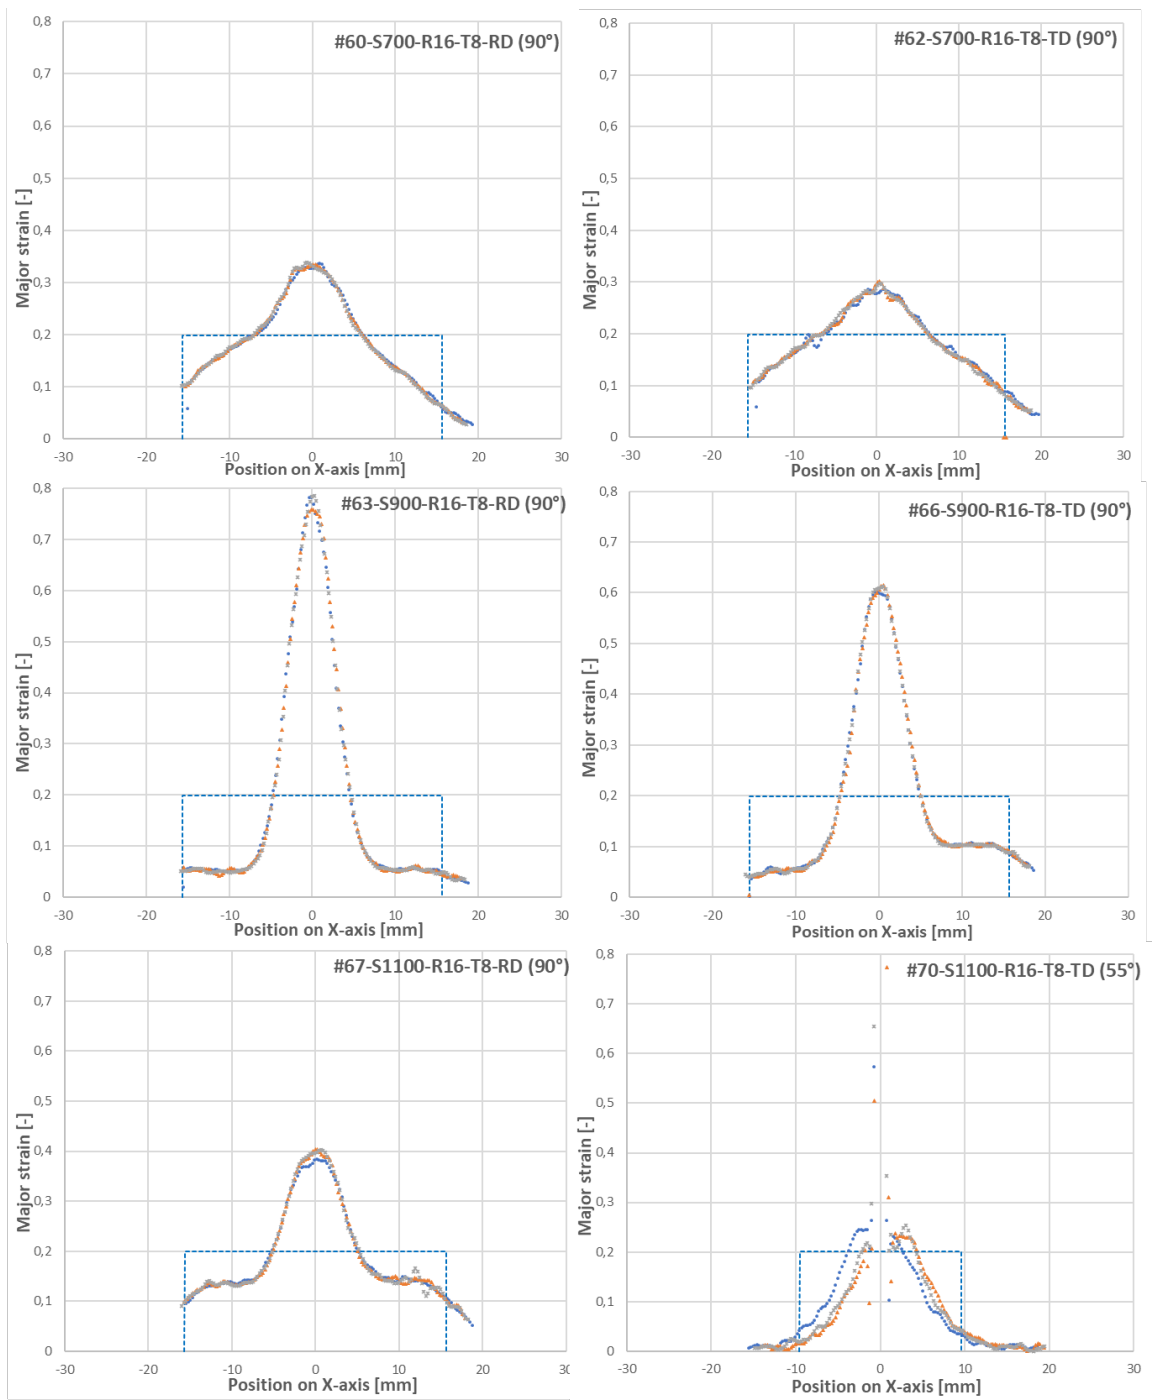 #60-S700-R16-T8-RD (90°)
0,8
0,7
0,6
0,5
0,4
0,3
0,2
0,1
0
Major strain [-]
-30 -20 -10 0 10 20 30
Position on X-axis [mm]
#62-S700-R16-T8-TD (90°)
0,8
0,7
0,6
0,5
0,4
0,3
0,2
0,1
0
Major strain [-]
-30 -20 -10 0 10 20 30
Position on X-axis [mm]
#63-S900-R16-T8-RD (90°)
0,8
0,7
0,6
0,5
0,4
0,3
0,2
0,1
0
Major strain [-]
-30 -20 -10 0 10 20 30
Position on X-axis [mm]
#66-S900-R16-T8-TD (90°)
0,8
0,7
0,6
0,5
0,4
0,3
0,2
0,1
0
Major strain [-]
-30 -20 -10 0 10 20 30
Position on X-axis [mm]
#67-S1100-R16-T8-RD (90°)
0,8
0,7
0,6
0,5
0,4
0,3
0,2
0,1
0
Major strain [-]
-30 -20 -10 0 10 20 30
Position on X-axis [mm]
#70-S1100-R16-T8-TD (55°)
0,8
0,7
0,6
0,5
0,4
0,3
0,2
0,1
0
Major strain [-]
-30 -20 -10 0 10 20 30
Position on X-axis [mm]